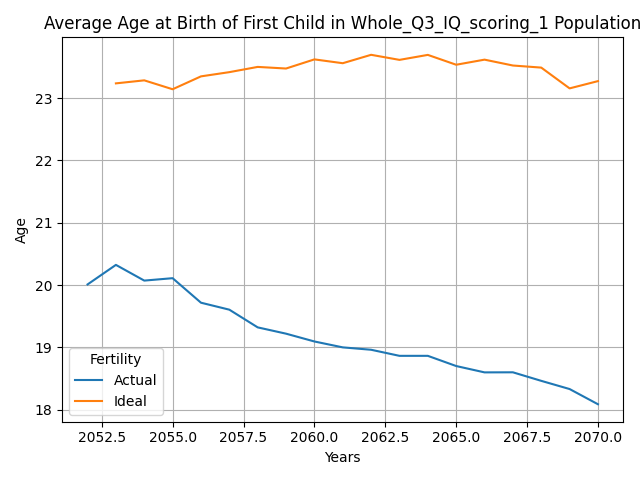 Average Age at Birth of First Child in Whole_Q3_IQ_scoring_1 Population
Age
23
22
21
20
19
18
Fertility
Actual
Ideal
2052.5 2055.0 2057.5 2060.0 2062.5 2065.0 2067.5 2070.0
Years